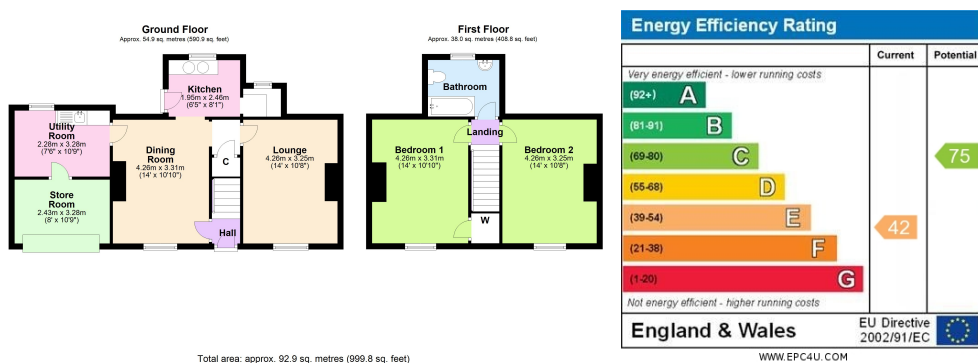 Ground Floor
Approx. 54.9 sq. metres (590.9 sq. feet)
Kitchen
1.95m x 2.46m
(6'5" x 8'1")
Utility
Room
2.28m x 3.28m
(7'6" x 10'9")
Dining
Room
4.26m x 3.31m
(14' x 10'10")
C
Lounge
4.26m x 3.25m
(14' x 10'8")
Store
Room
2.43m x 3.28m
(8' x 10'9")
Hall
First Floor
Approx. 38.0 sq. metres (408.8 sq. feet)
Bathroom
Landing
Bedroom 1
4.26m x 3.31m
(14' x 10'10")
Bedroom 2
4.26m x 3.25m
(14' x 10'8")
W
Total area: approx. 92.9 sq. metres (999.8 sq. feet)
Energy Efficiency Rating
Current
Potential
Very energy efficient - lower running costs
(92+) A
(81-91) B
(69-80) C
75
(55-68) D
(39-54) E
42
(21-38) F
(1-20) G
Not energy efficient - higher running costs
England & Wales
EU Directive
2002/91/EC
WWW.EPC4U.COM